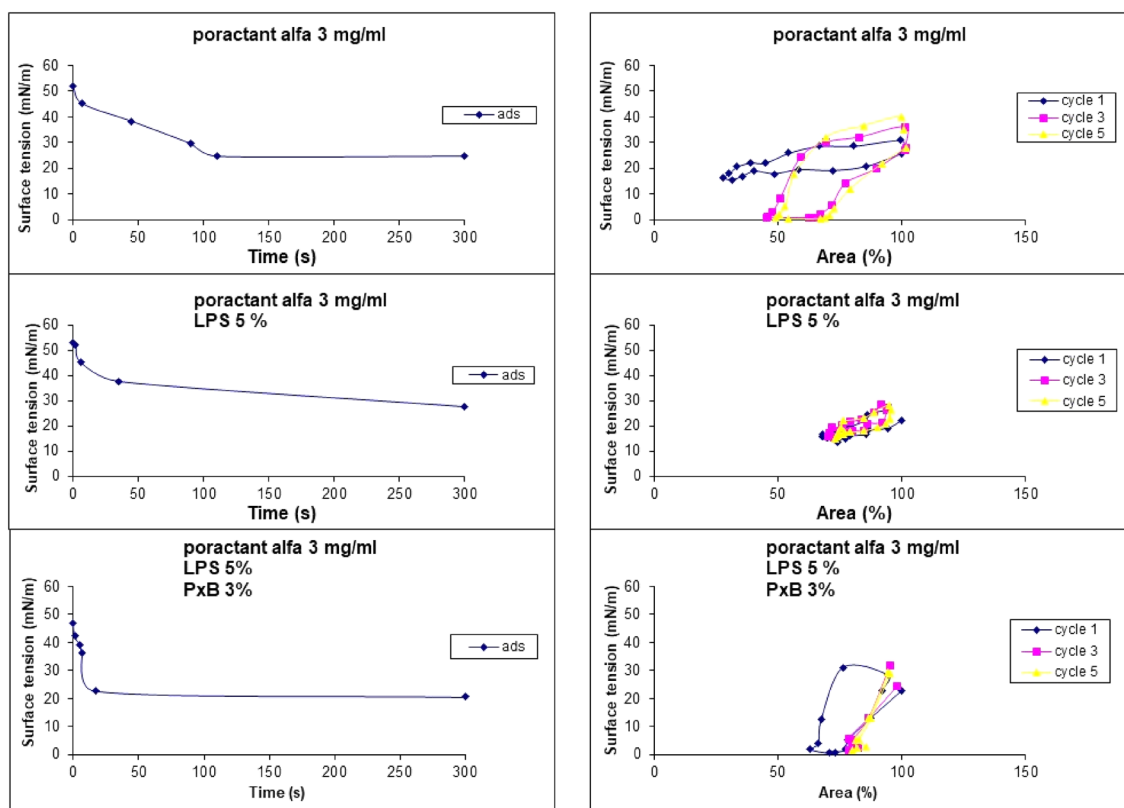 poractant alfa 3 mg/ml
Surface tension (mN/m)
60
50
40
30
20
10
0
0 50 100 150 200 250 300
Time (s)
ads
poractant alfa 3 mg/ml
Surface tension (mN/m)
60
50
40
30
20
10
0
0 50 100 150
Area (%)
cycle 1
cycle 3
cycle 5
poractant alfa 3 mg/ml
LPS 5 %
Surface tension (mN/m)
60
50
40
30
20
10
0
0 50 100 150 200 250 300
Time (s)
ads
poractant alfa 3 mg/ml
LPS 5 %
Surface tension (mN/m)
60
50
40
30
20
10
0
0 50 100 150
Area (%)
cycle 1
cycle 3
cycle 5
poractant alfa 3 mg/ml
LPS 5%
PxB 3%
Surface tension (mN/m)
60
50
40
30
20
10
0
0 50 100 150 200 250 300
Time (s)
ads
poractant alfa 3 mg/ml
LPS 5 %
PxB 3%
Surface tension (mN/m)
60
50
40
30
20
10
0
0 50 100 150
Area (%)
cycle 1
cycle 3
cycle 5